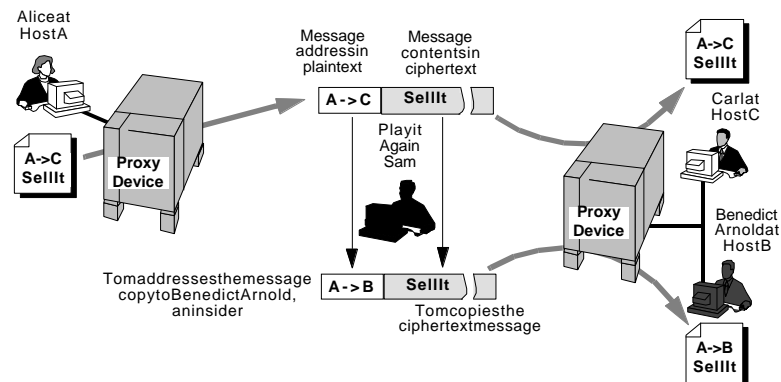 Aliceat
HostA
A->C
SellIt
Proxy
Device
Message
addressin
plaintext
Message
contentsin
ciphertext
A->C
SellIt
Playit
Again
Sam
A->B
SellIt
Tomaddressesthemessage
copytoBenedictArnold,
aninsider
Tomcopiesthe
ciphertextmessage
Proxy
Device
A->C
SellIt
Carlat
HostC
Benedict
Arnoldat
HostB
A->B
SellIt